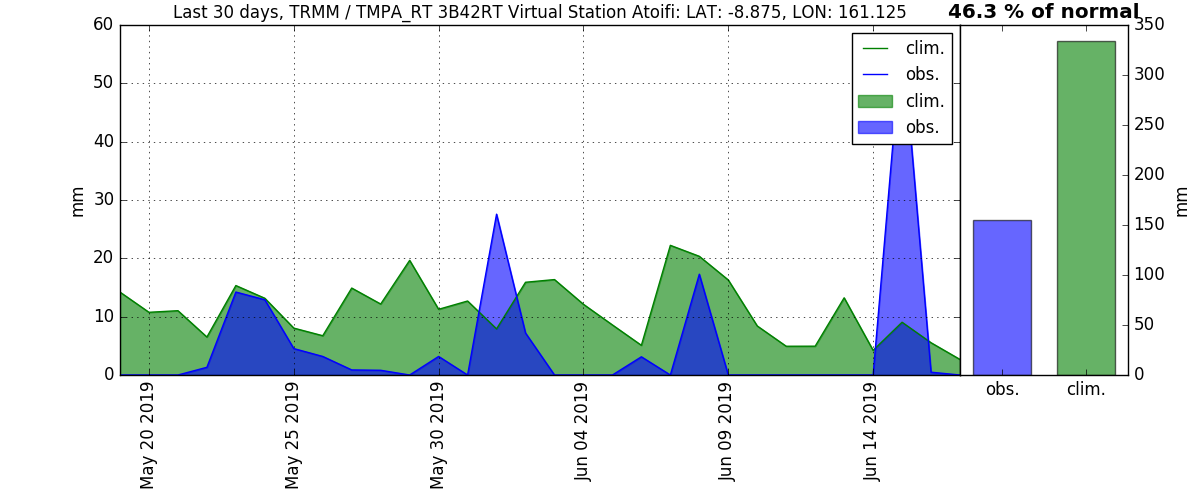 Last 30 days, TRMM / TMPA_RT 3B42RT Virtual Station Atoifi: LAT: -8.875, LON: 161.125
46.3 % of normal
60
50
40
30
20
10
0
mm
clim.
obs.
clim.
obs.
350
300
250
200
150
100
50
0
mm
May 20 2019
May 25 2019
May 30 2019
Jun 04 2019
Jun 09 2019
Jun 14 2019
obs.
clim.